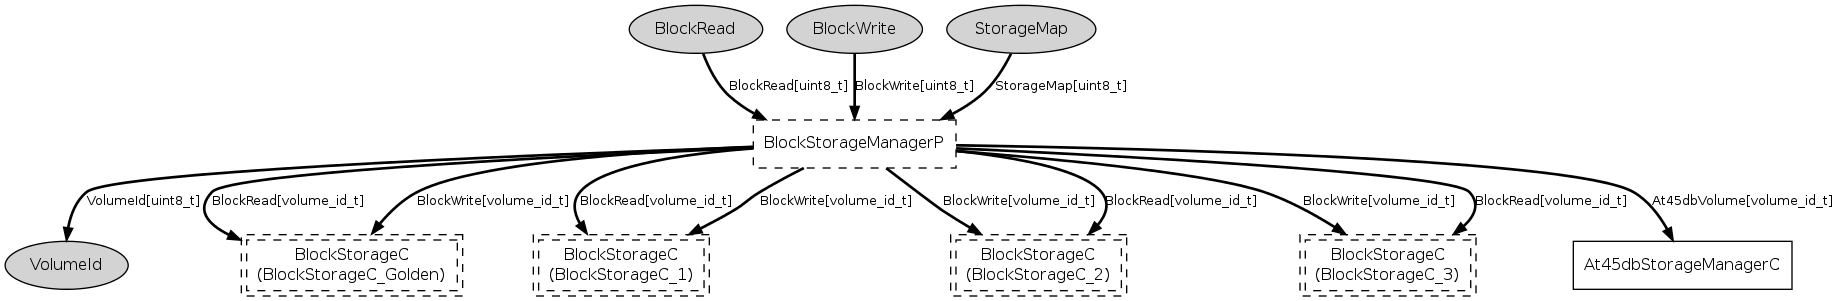 BlockRead
BlockWrite
StorageMap
BlockRead[uint8_t]
BlockWrite[uint8_t]
StorageMap[uint8_t]
BlockStorageManagerP
VolumeId[uint8_t]
BlockRead[volume_id_t]
BlockWrite[volume_id_t]
BlockRead[volume_id_t]
BlockWrite[volume_id_t]
BlockWrite[volume_id_t]
BlockRead[volume_id_t]
BlockWrite[volume_id_t]
BlockRead[volume_id_t]
At45dbVolume[volume_id_t]
VolumeId
BlockStorageC
(BlockStorageC_Golden)
BlockStorageC
(BlockStorageC_1)
BlockStorageC
(BlockStorageC_2)
BlockStorageC
(BlockStorageC_3)
At45dbStorageManagerC